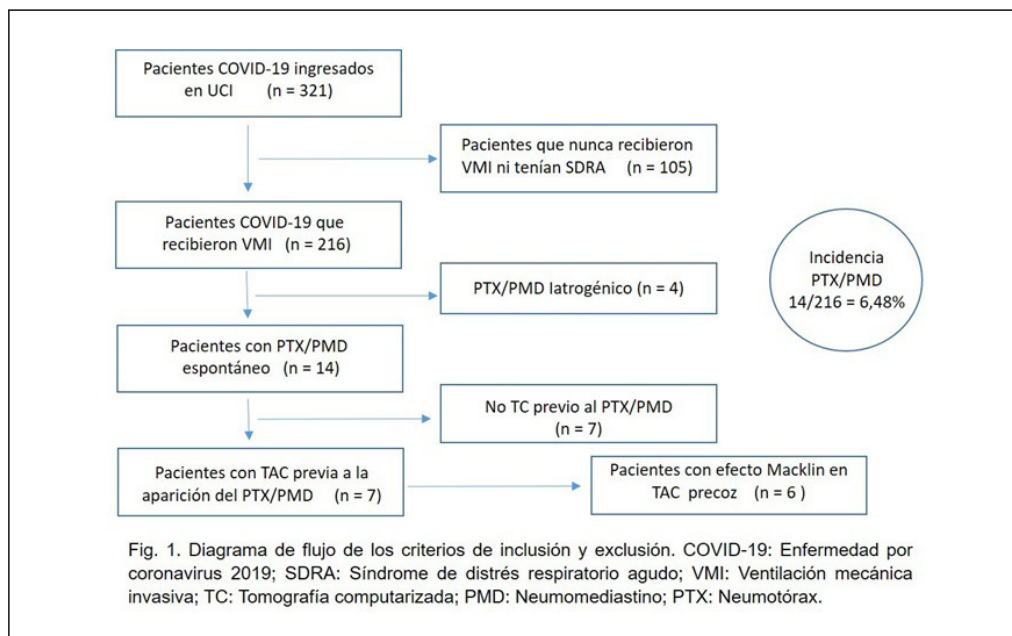 Pacientes COVID-19 ingresados
en UCI (n = 321)
Pacientes que nunca recibieron
VMI ni tenían SDRA (n = 105)
Pacientes COVID-19 que
recibieron VMI (n = 216)
Incidencia
PTX/PMD
14/216 = 6,48%
PTX/PMD Iatrogénico (n = 4)
Pacientes con PTX/PMD
espontáneo (n = 14)
No TC previo al PTX/PMD
(n = 7)
Pacientes con TAC previa a la
aparición del PTX/PMD (n = 7)
Pacientes con efecto Macklin en
TAC precoz (n = 6 )
Fig. 1. Diagrama de flujo de los criterios de inclusión y exclusión. COVID-19: Enfermedad por
coronavirus 2019; SDRA: Síndrome de distrés respiratorio agudo; VMI: Ventilación mecánica
invasiva; TC: Tomografía computarizada; PMD: Neumomediastino; PTX: Neumotórax.